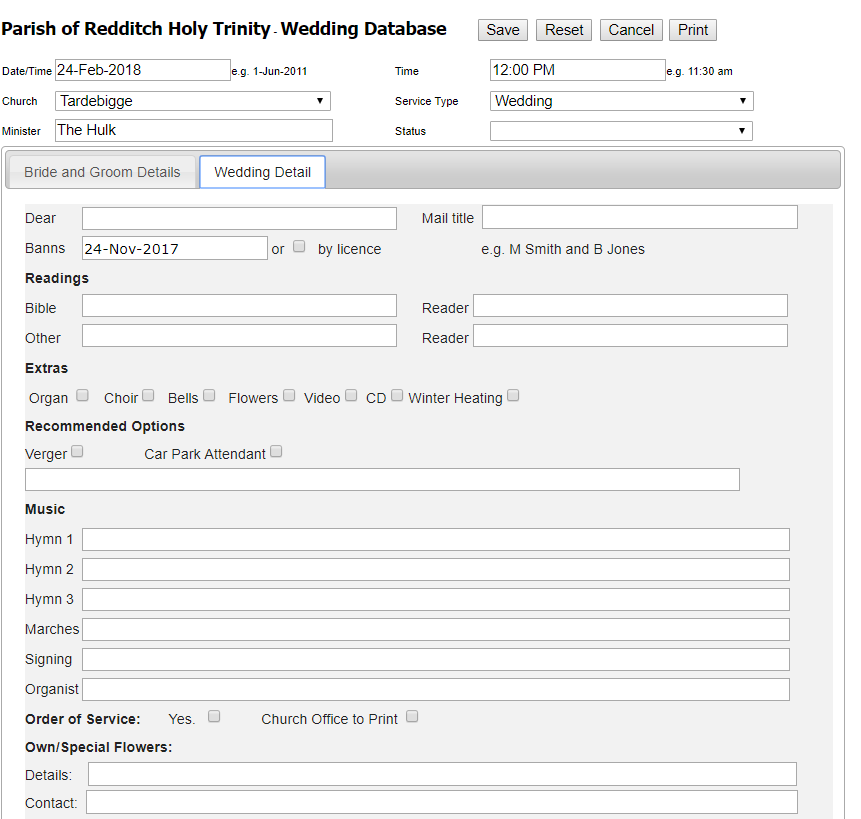 Parish of Redditch Holy Trinity - Wedding Database Save Reset Cancel Print
Date/Time 24-Feb-2018 e.g. 1-Jun-2011 Time 12:00 PM e.g. 11:30 am
Church Tardebigge Service Type Wedding
Minister The Hulk Status
Bride and Groom Details Wedding Detail
Dear Mail title
Banns 24-Nov-2017 or by licence e.g. M Smith and B Jones
Readings
Bible Reader
Other Reader
Extras
Organ Choir Bells Flowers Video CD Winter Heating
Recommended Options
Verger Car Park Attendant
Music
Hymn 1
Hymn 2
Hymn 3
Marches
Signing
Organist
Order of Service: Yes. Church Office to Print
Own/Special Flowers:
Details:
Contact: